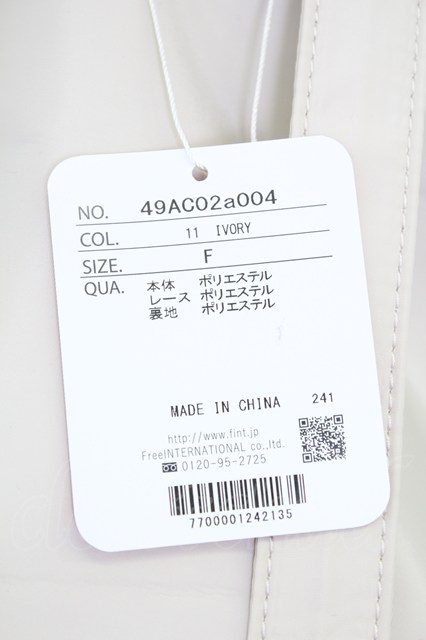 NO. 49AC02a004
COL. 11 IVORY
SIZE. F
QUA. 本体 ポリエステル
レース ポリエステル
裏地 ポリエステル
MADE IN CHINA 241
http://www.fint.jp
FreeINTERNATIONAL co.,ltd.
0120-95-2725
7700001242135